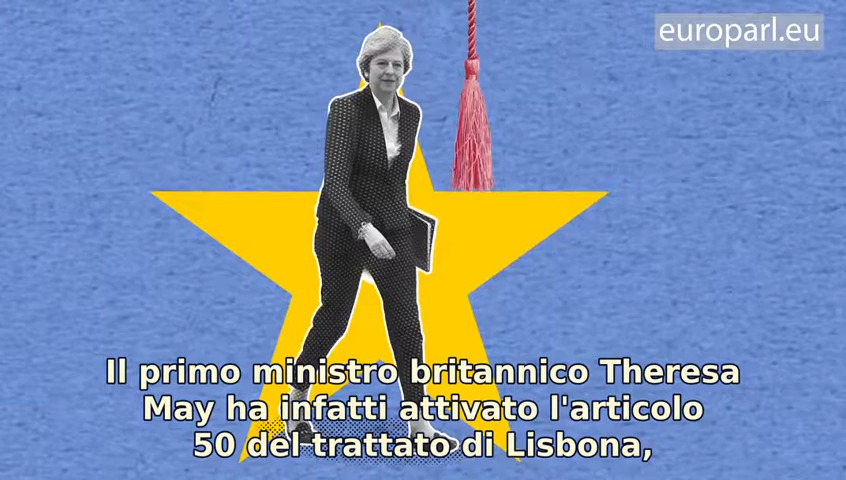 europarl.eu
Il primo ministro britannico Theresa
May ha infatti attivato l'articolo
50 del trattato di Lisbona,